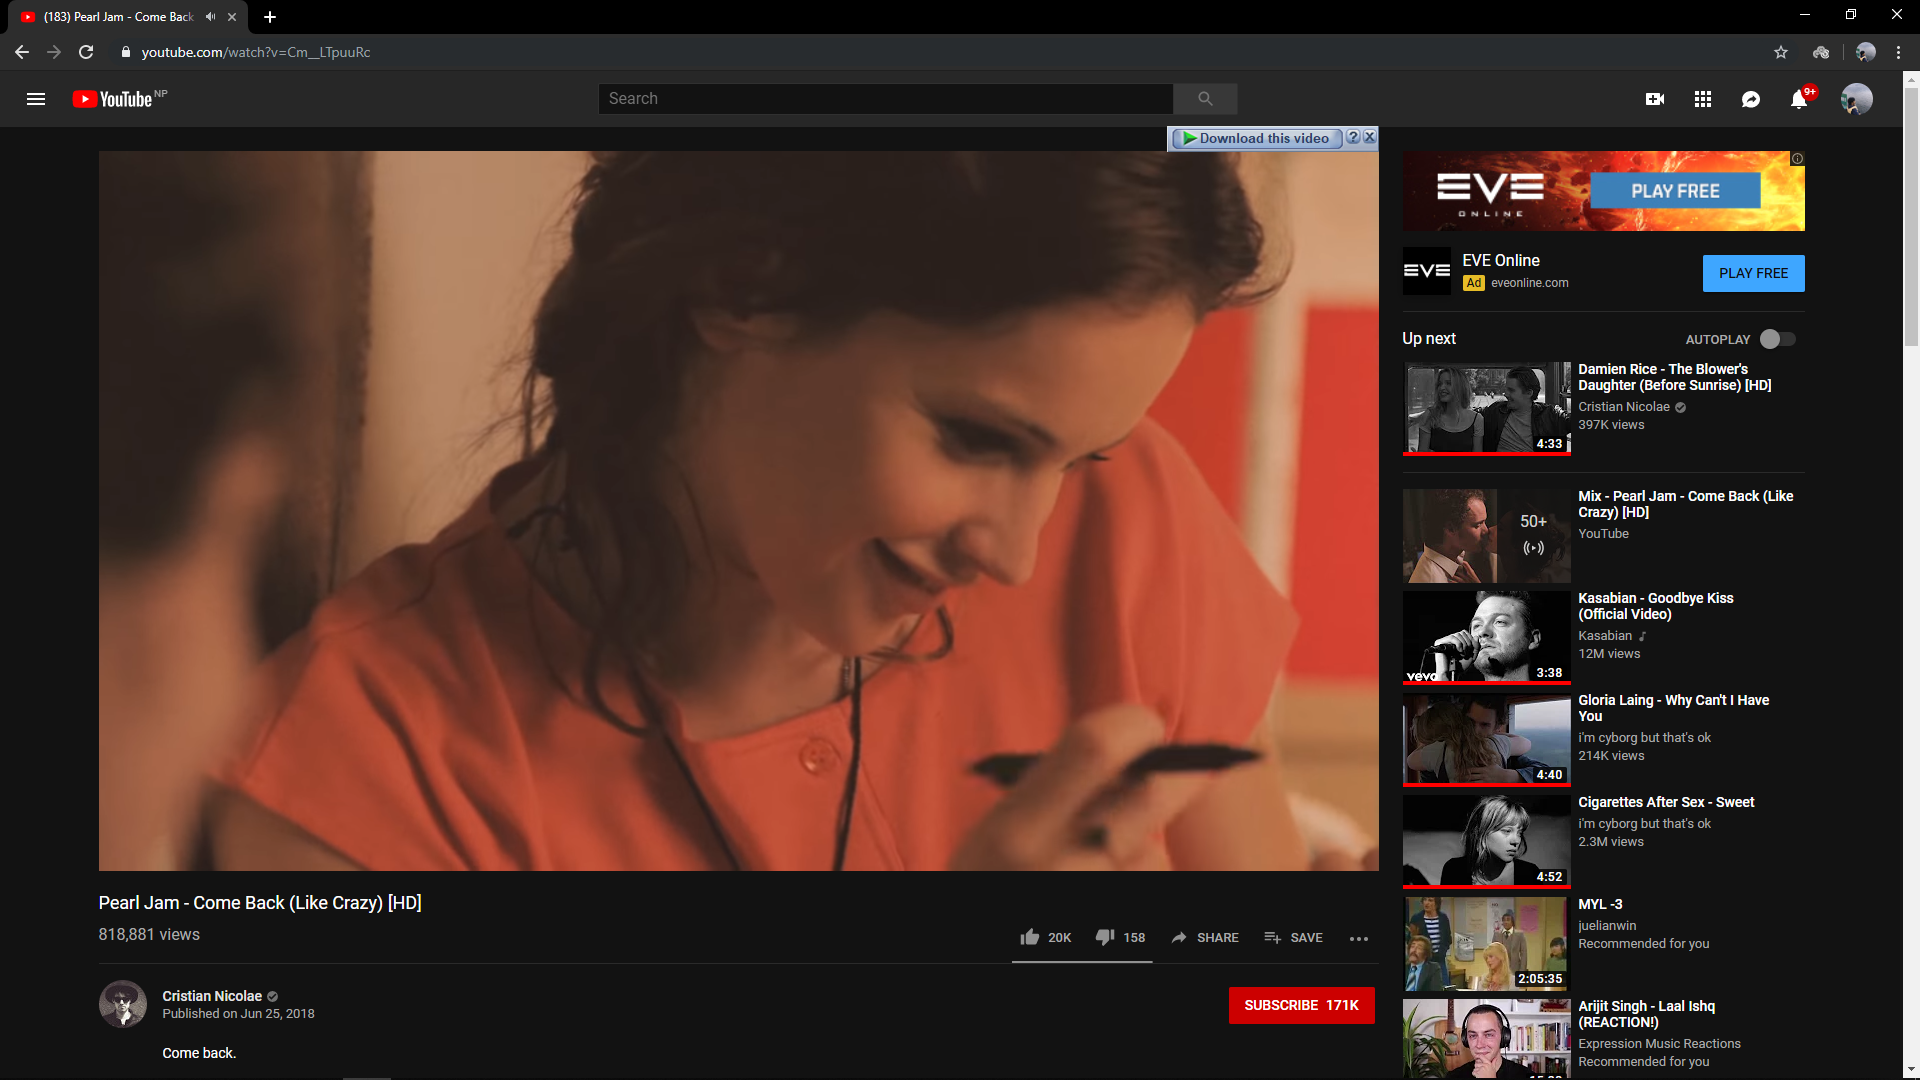 (183) Pearl Jam - Come Back
youtube.com/watch?v=Cm__LTpuuRc
YouTube NP
Search
9+
Download this video ? X
EVE
ONLINE
PLAY FREE
EVE
EVE Online
Ad eveonline.com
PLAY FREE
Up next
AUTOPLAY
4:33
Damien Rice - The Blower's
Daughter (Before Sunrise) [HD]
Cristian Nicolae
397K views
50+
Mix - Pearl Jam - Come Back (Like
Crazy) [HD]
YouTube
vevo
3:38
Kasabian - Goodbye Kiss
(Official Video)
Kasabian
12M views
4:40
Gloria Laing - Why Can't I Have
You
i'm cyborg but that's ok
214K views
4:52
Cigarettes After Sex - Sweet
i'm cyborg but that's ok
2.3M views
2:05:35
MYL -3
juelianwin
Recommended for you
Arijit Singh - Laal Ishq
(REACTION!)
Expression Music Reactions
Recommended for you
Pearl Jam - Come Back (Like Crazy) [HD]
818,881 views
20K
158
SHARE
SAVE
Cristian Nicolae
Published on Jun 25, 2018
SUBSCRIBE 171K
Come back.